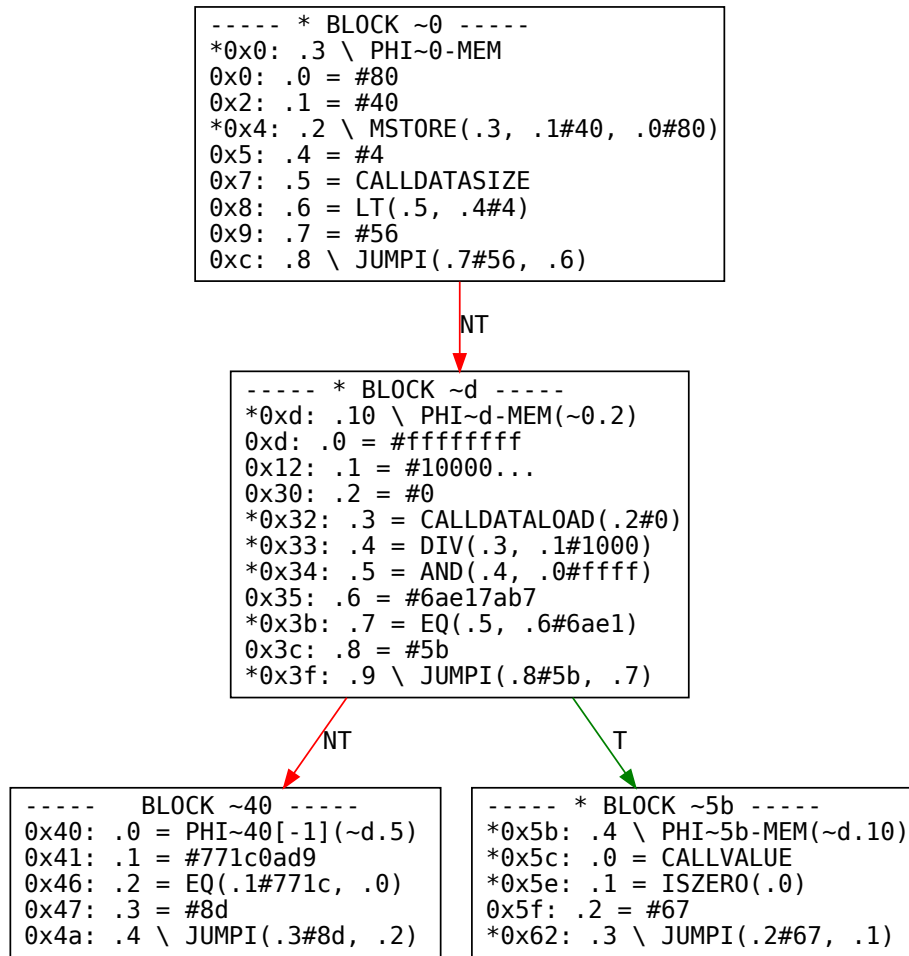 ----- * BLOCK ~0 -----
*0x0: .3 \ PHI~0-MEM
0x0: .0 = #80
0x2: .1 = #40
*0x4: .2 \ MSTORE(.3, .1#40, .0#80)
0x5: .4 = #4
0x7: .5 = CALLDATASIZE
0x8: .6 = LT(.5, .4#4)
0x9: .7 = #56
0xc: .8 \ JUMPI(.7#56, .6)
NT
----- * BLOCK ~d -----
*0xd: .10 \ PHI~d-MEM(~0.2)
0xd: .0 = #ffffffff
0x12: .1 = #10000...
0x30: .2 = #0
*0x32: .3 = CALLDATALOAD(.2#0)
*0x33: .4 = DIV(.3, .1#1000)
*0x34: .5 = AND(.4, .0#ffff)
0x35: .6 = #6ae17ab7
*0x3b: .7 = EQ(.5, .6#6ae1)
0x3c: .8 = #5b
*0x3f: .9 \ JUMPI(.8#5b, .7)
NT
T
-----   BLOCK ~40 -----
0x40: .0 = PHI~40[-1](~d.5)
0x41: .1 = #771c0ad9
0x46: .2 = EQ(.1#771c, .0)
0x47: .3 = #8d
0x4a: .4 \ JUMPI(.3#8d, .2)
----- * BLOCK ~5b -----
*0x5b: .4 \ PHI~5b-MEM(~d.10)
*0x5c: .0 = CALLVALUE
*0x5e: .1 = ISZERO(.0)
0x5f: .2 = #67
*0x62: .3 \ JUMPI(.2#67, .1)